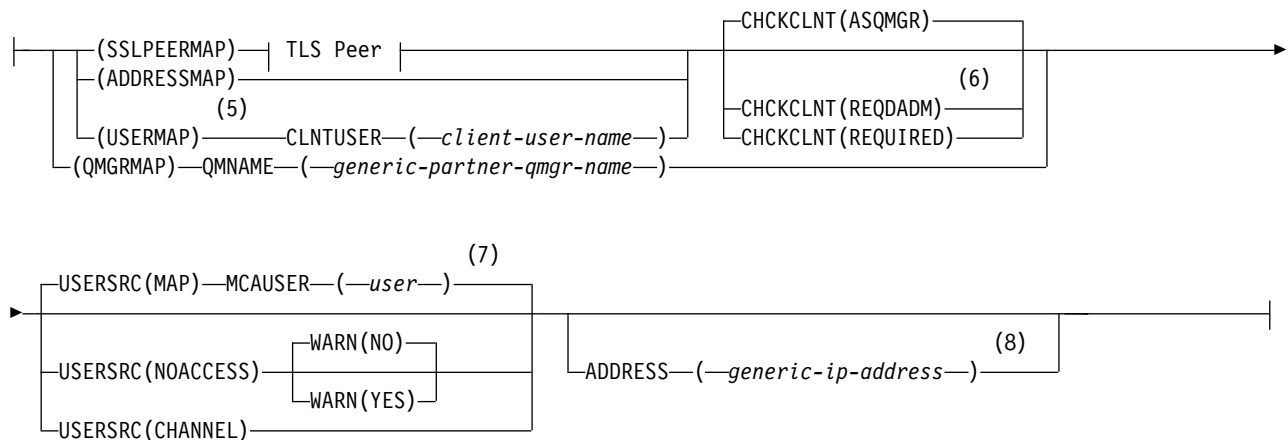 CHCKCLNT(ASQMGR)
(SSLPEERMAP) TLS Peer
(ADDRESSMAP)
(5) (6)
CHCKCLNT(REQDADM)
(USERMAP) CLNTUSER ( client-user-name ) CHCKCLNT(REQUIRED)
(QMGRMAP) QMNAME ( generic-partner-qmgr-name )
(7)
USERSRC(MAP) MCAUSER ( user )
WARN(NO) (8)
USERSRC(NOACCESS) ADDRESS ( generic-ip-address )
WARN(YES)
USERSRC(CHANNEL)